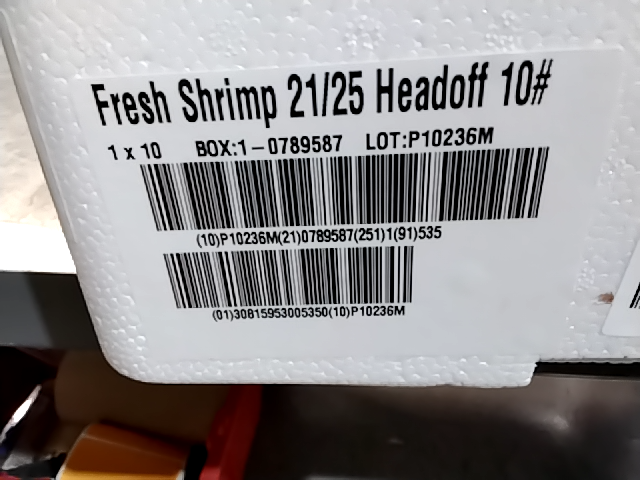 Fresh Shrimp 21/25 Headoff 10#
1 x 10 BOX:1-0789587 LOT:P10236M
(10)P10236M(21)0789587(251)1(91)535
(01)30815953005350(10)P10236M